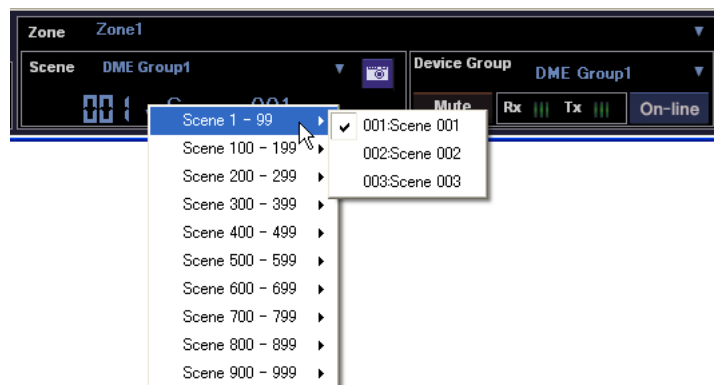 Zone Zone1
Scene DME Group1
Device Group DME Group1
001
Mute Rx Tx On-line
Scene 1 - 99
Scene 100 - 199
Scene 200 - 299
Scene 300 - 399
Scene 400 - 499
Scene 500 - 599
Scene 600 - 699
Scene 700 - 799
Scene 800 - 899
Scene 900 - 999
001:Scene 001
002:Scene 002
003:Scene 003